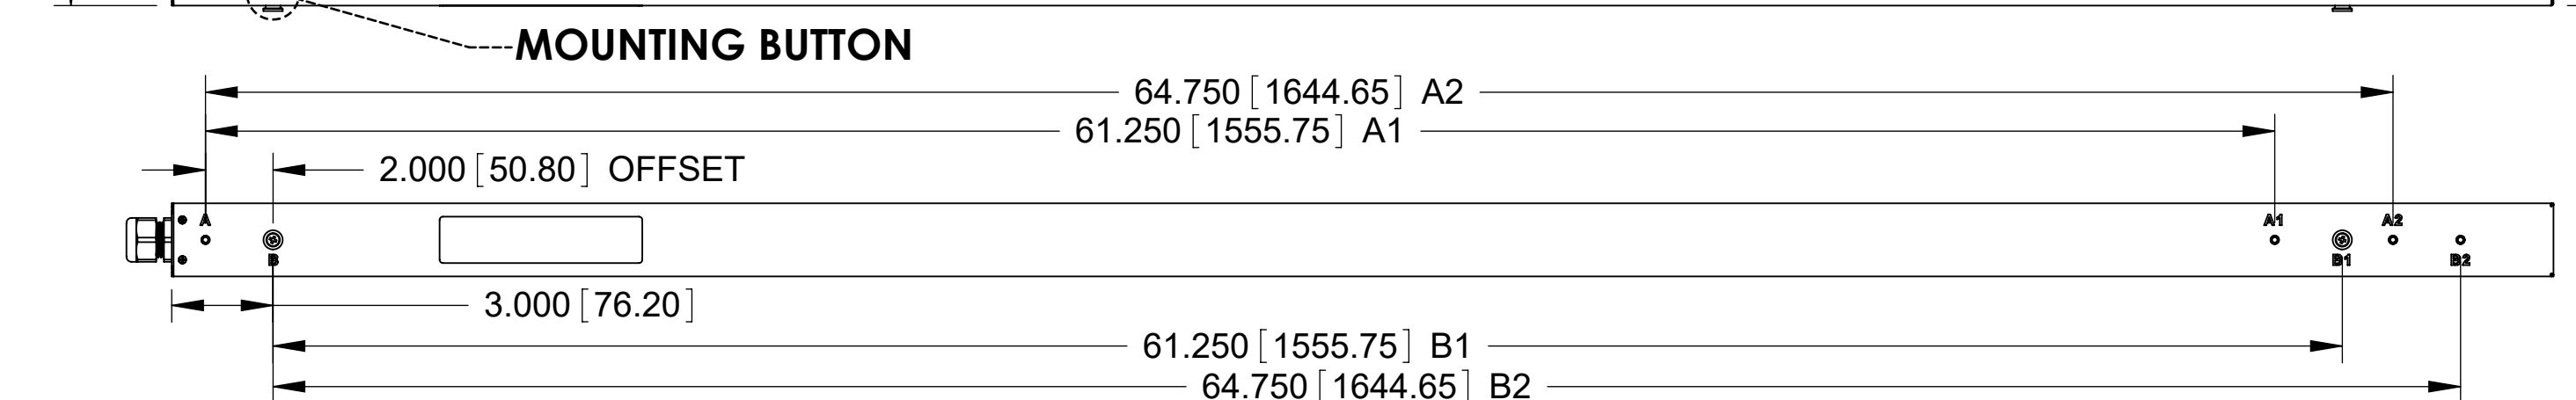 MOUNTING BUTTON
64.750 [1644.65] A2
61.250 [1555.75] A1
2.000 [50.80] OFFSET
A
A1
A2
B
B1
B2
3.000 [76.20]
61.250 [1555.75] B1
64.750 [1644.65] B2